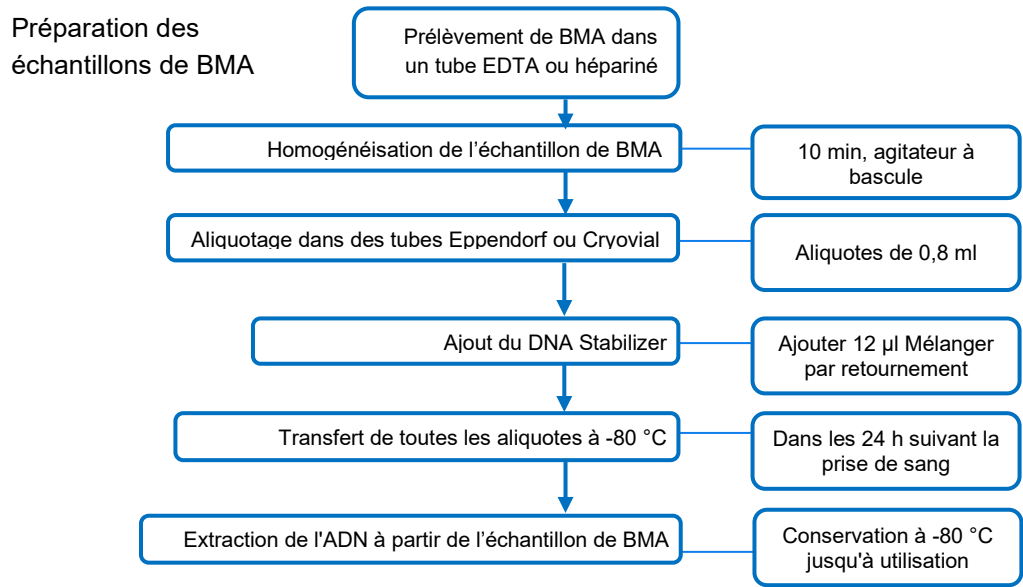 Préparation des
échantillons de BMA
Prélèvement de BMA dans
un tube EDTA ou hépariné
Homogénéisation de l’échantillon de BMA
10 min, agitateur à
bascule
Aliquotage dans des tubes Eppendorf ou Cryovial
Aliquotes de 0,8 ml
Ajout du DNA Stabilizer
Ajouter 12 µl Mélanger
par retournement
Transfert de toutes les aliquotes à -80 °C
Dans les 24 h suivant la
prise de sang
Extraction de l'ADN à partir de l’échantillon de BMA
Conservation à -80 °C
jusqu'à utilisation